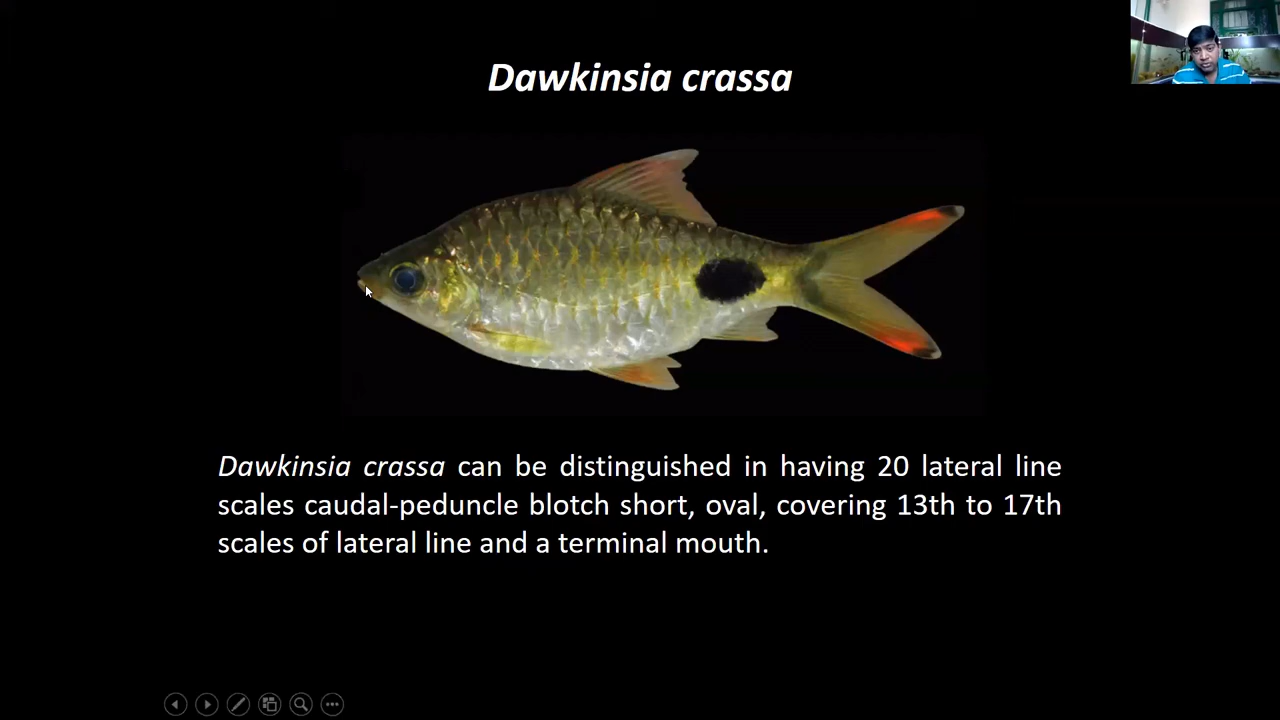 Dawkinsia crassa
Dawkinsia crassa can be distinguished in having 20 lateral line
scales caudal-peduncle blotch short, oval, covering 13th to 17th
scales of lateral line and a terminal mouth.